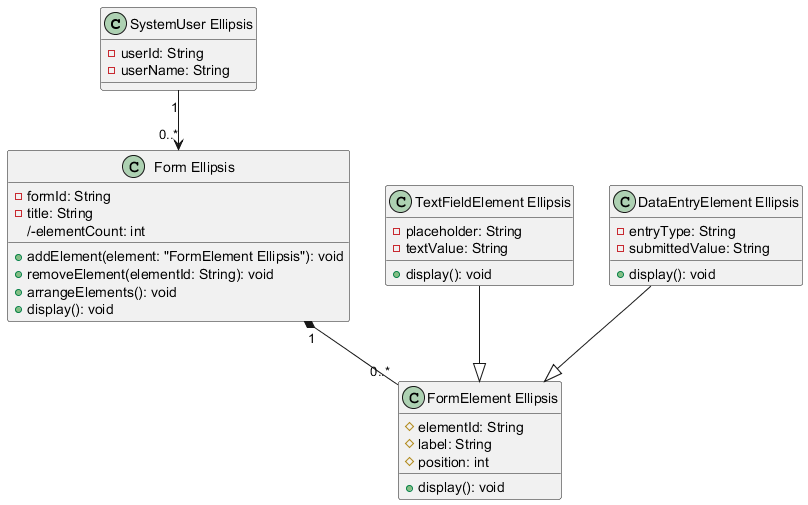 C SystemUser Ellipsis
userId: String
userName: String
1
0..*
C Form Ellipsis
formId: String
title: String
/-elementCount: int
addElement(element: "FormElement Ellipsis"): void
removeElement(elementId: String): void
arrangeElements(): void
display(): void
C TextFieldElement Ellipsis
placeholder: String
textValue: String
display(): void
C DataEntryElement Ellipsis
entryType: String
submittedValue: String
display(): void
1
0..*
C FormElement Ellipsis
elementId: String
label: String
position: int
display(): void